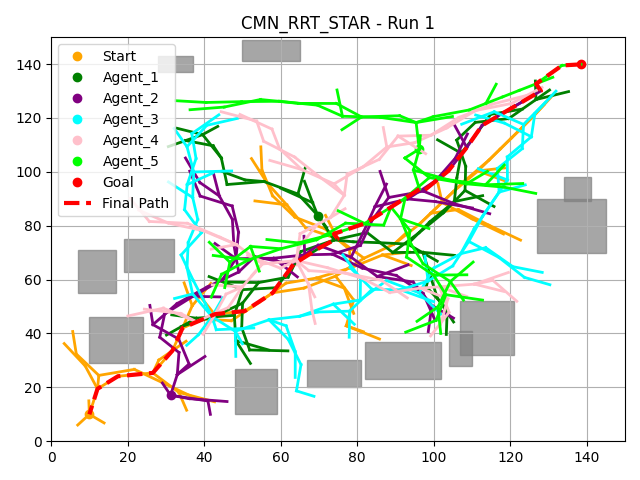 CMN_RRT_STAR - Run 1
Start
Agent_1
Agent_2
Agent_3
Agent_4
Agent_5
Goal
Final Path
140
120
100
80
60
40
20
0
0 20 40 60 80 100 120 140